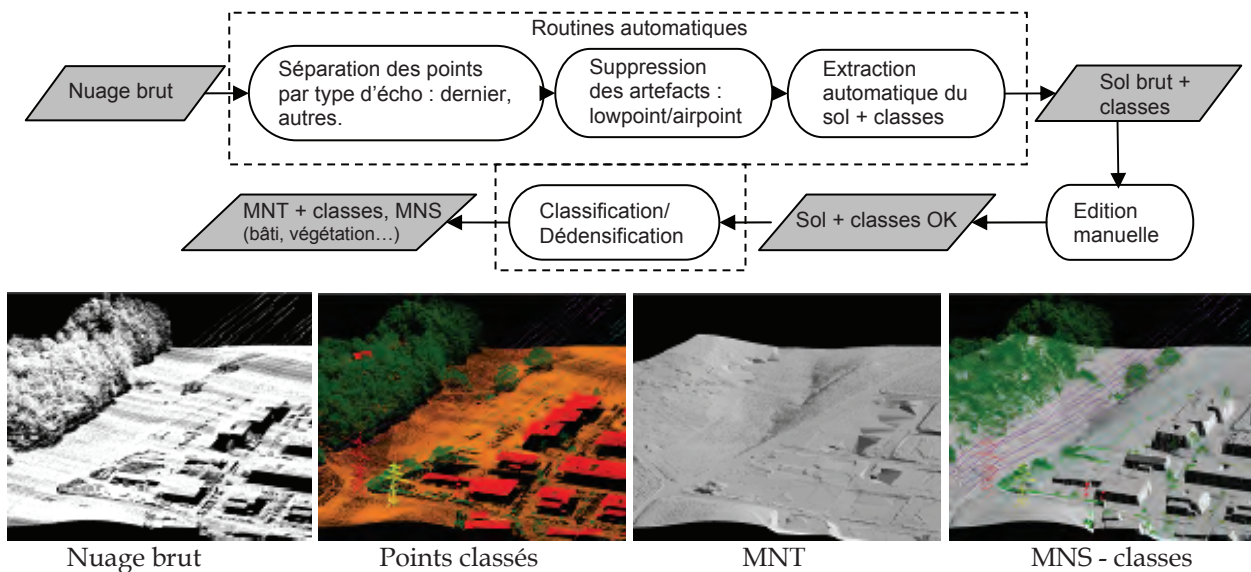 Routines automatiques
Nuage brut
Séparation des points
par type d'écho : dernier,
autres.
Suppression
des artefacts :
lowpoint/airpoint
Extraction
automatique du
sol + classes
Sol brut +
classes
MNT + classes, MNS
(bâti, végétation…)
Classification/
Dédensification
Sol + classes OK
Edition
manuelle
Nuage brut
Points classés
MNT
MNS - classes